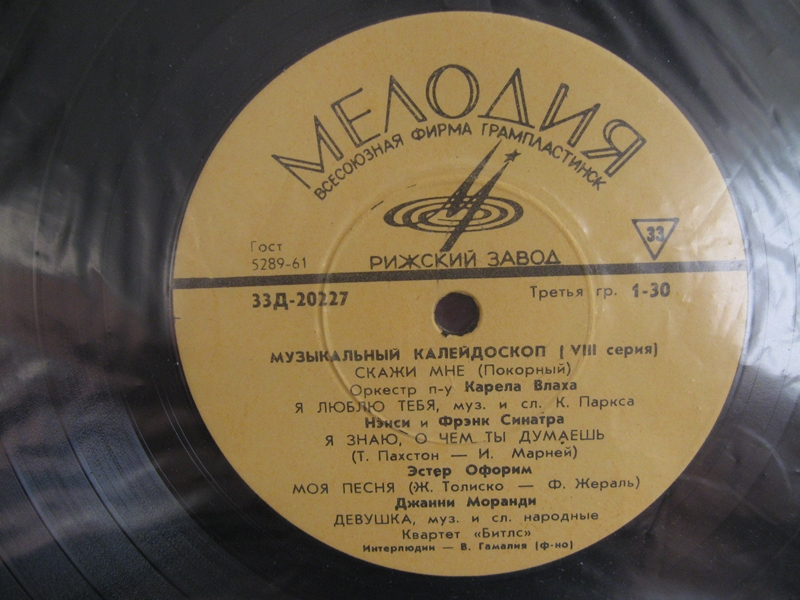 МЕЛОДИЯ
ВСЕСОЮЗНАЯ ФИРМА ГРАМПЛАСТИНОК
РИЖСКИЙ ЗАВОД
Гост
5289-61
33
33Д-20227
Третья гр. 1-30
МУЗЫКАЛЬНЫЙ КАЛЕЙДОСКОП (VIII серия)
СКАЖИ МНЕ (Покорный)
Оркестр п-у Карела Влаха
Я ЛЮБЛЮ ТЕБЯ, муз. и сл. К. Паркса
Нэнси и Фрэнк Синатра
Я ЗНАЮ, О ЧЕМ ТЫ ДУМАЕШЬ
(Т. Пахстон — И. Марней)
Эстер Офорим
МОЯ ПЕСНЯ (Ж. Толиско — Ф. Жераль)
Джанни Моранди
ДЕВУШКА, муз. и сл. народные
Квартет «Битлс»
Интерлюдии — В. Гамалия (ф-но)